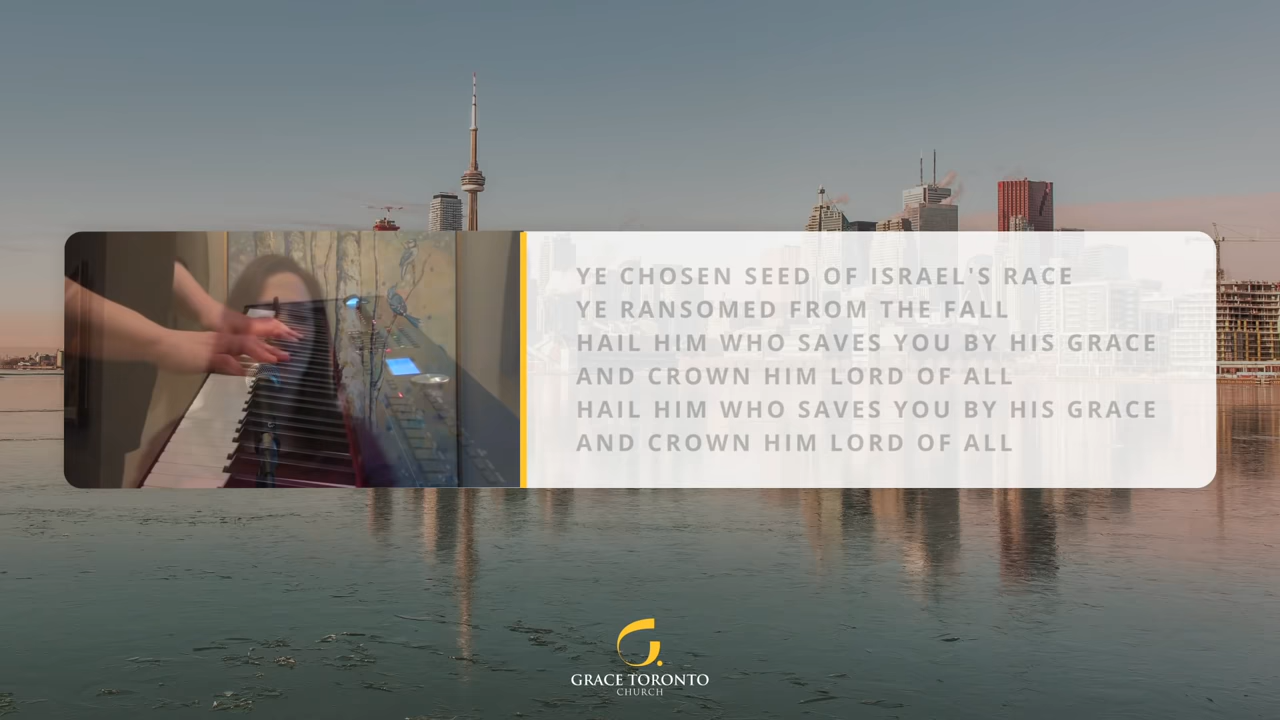 YE CHOSEN SEED OF ISRAEL'S RACE
YE RANSOMED FROM THE FALL
HAIL HIM WHO SAVES YOU BY HIS GRACE
AND CROWN HIM LORD OF ALL
HAIL HIM WHO SAVES YOU BY HIS GRACE
AND CROWN HIM LORD OF ALL
GRACE TORONTO
CHURCH